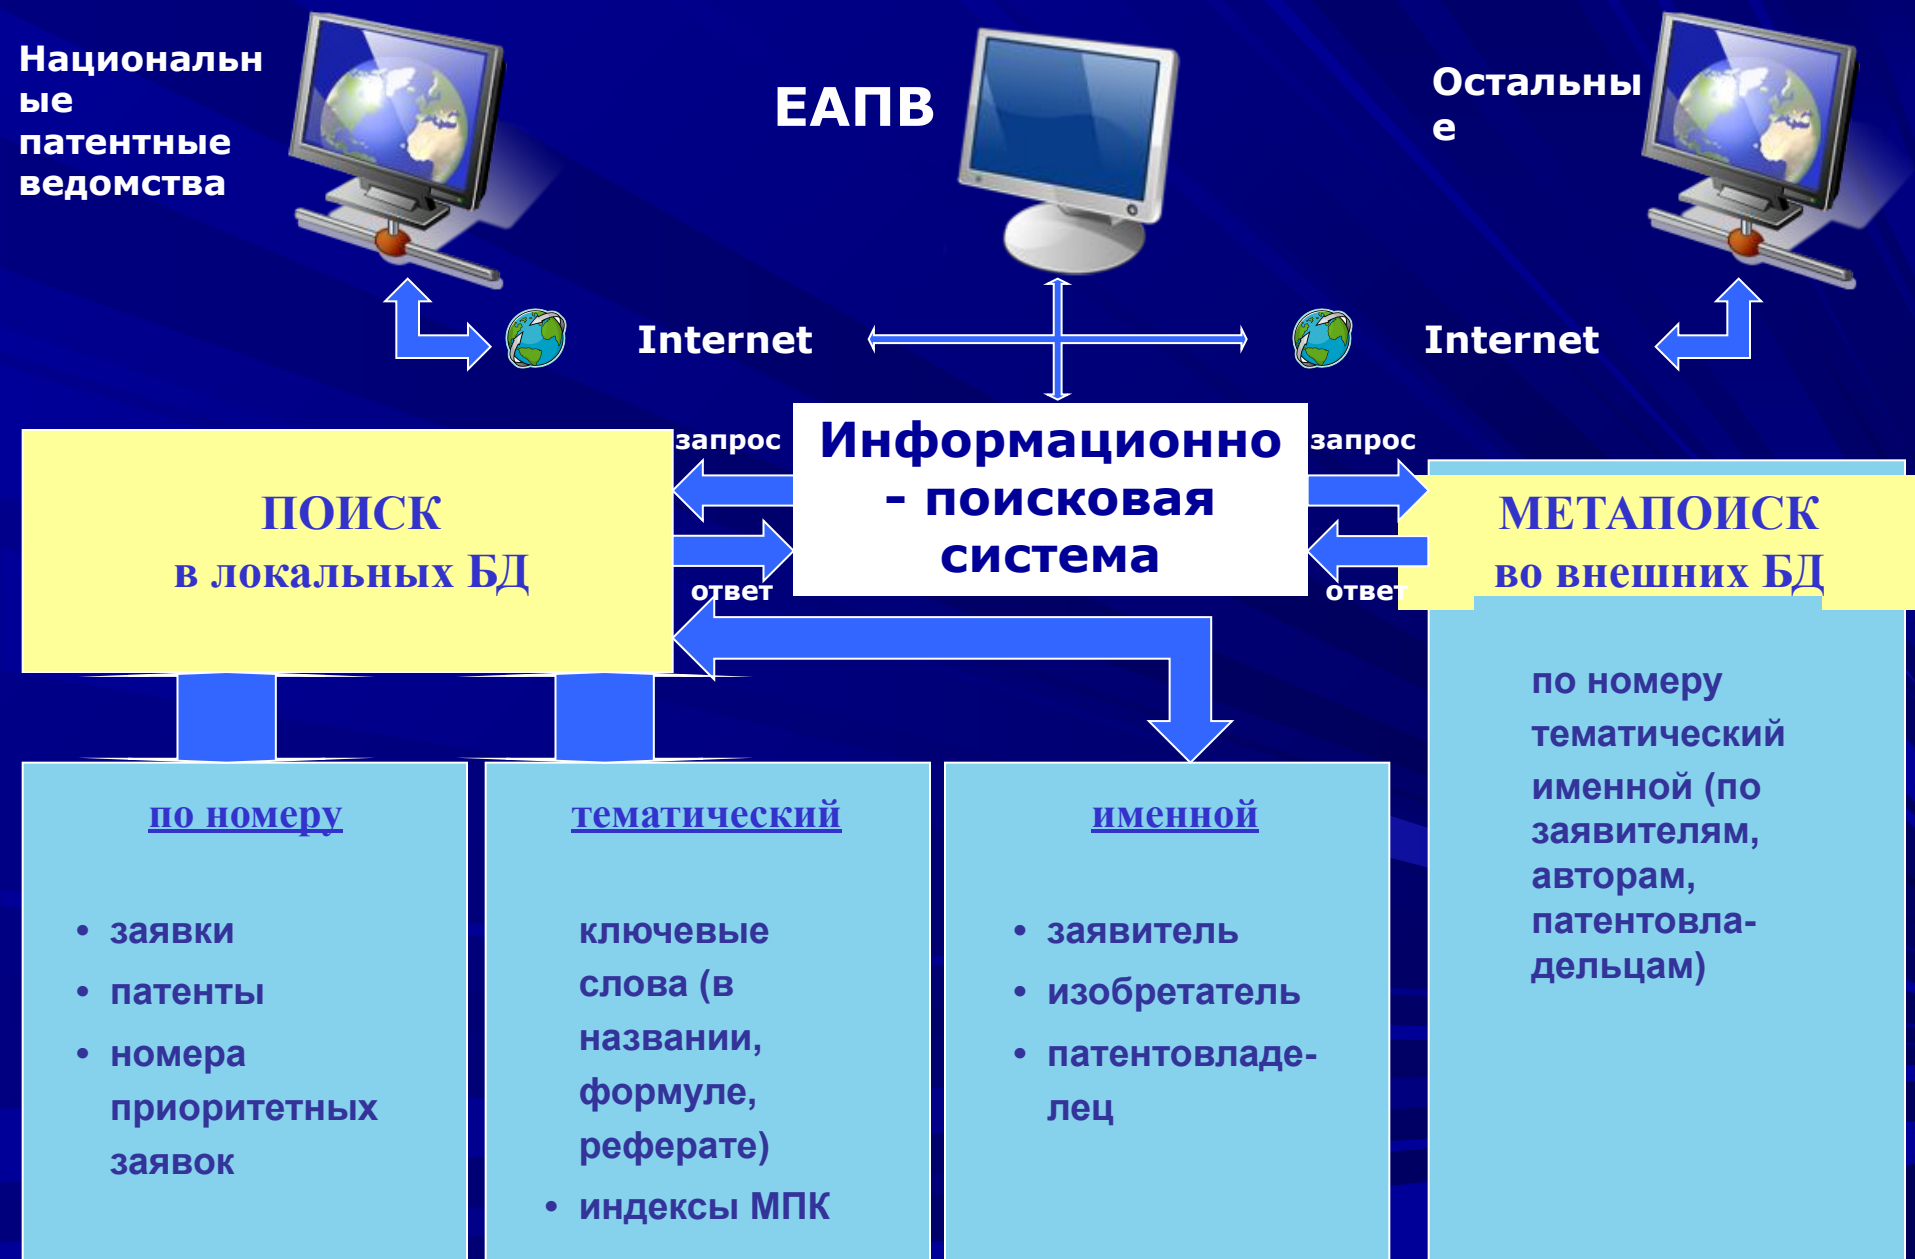 Национальн
ые
патентные
ведомства
ЕАПВ
Остальны
е
Internet
Internet
запрос
Информационно
- поисковая
система
запрос
ответ
ответ
ПОИСК
в локальных БД
МЕТАПОИСК
во внешних БД
по номеру
• заявки
• патенты
• номера
приоритетных
заявок
тематический
ключевые
слова (в
названии,
формуле,
реферате)
• индексы МПК
именной
• заявитель
• изобретатель
• патентовладе-
лец
по номеру
тематический
именной (по
заявителям,
авторам,
патентовла-
дельцам)